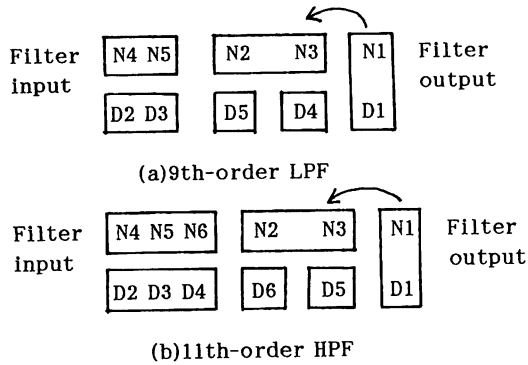 Filter input
N4 N5
N2 N3
N1
Filter output
D2 D3
D5
D4
D1
(a)9th-order LPF
Filter input
N4 N5 N6
N2 N3
N1
Filter output
D2 D3 D4
D6
D5
D1
(b)11th-order HPF